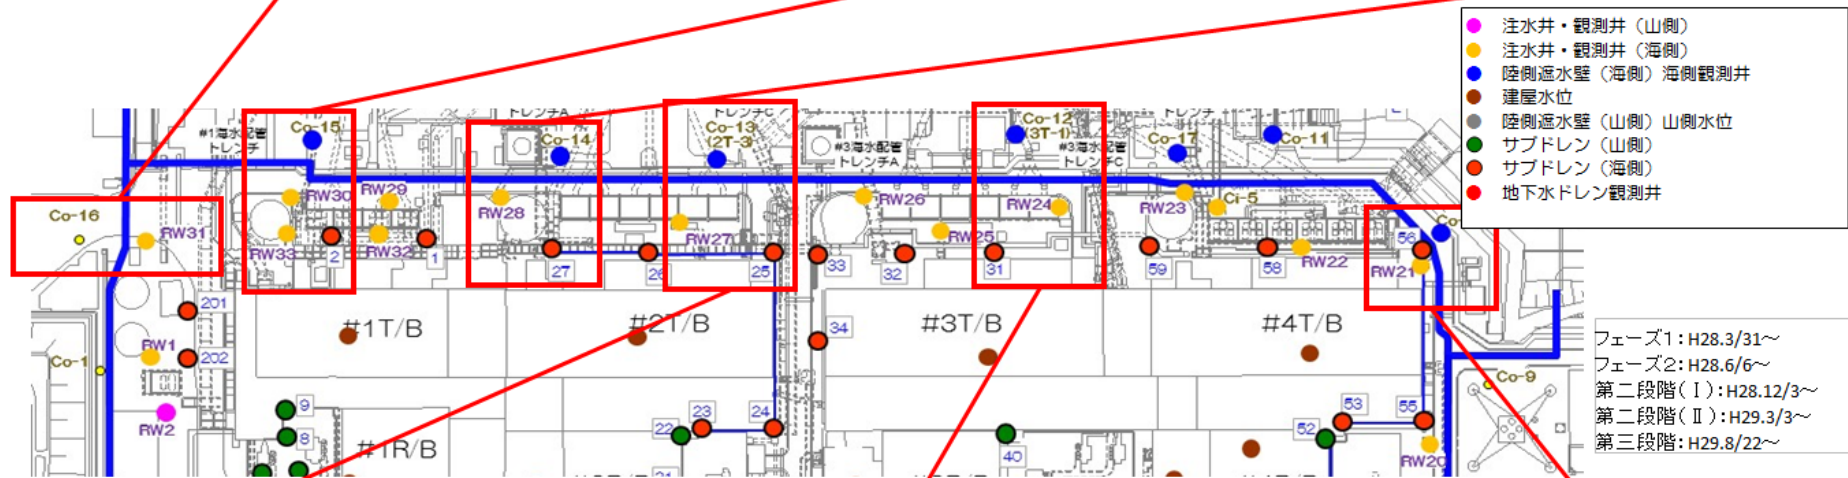 注水井・観測井（山側）
注水井・観測井（海側）
陸側遮水壁（海側）海側観測井
建屋水位
陸側遮水壁（山側）山側水位
サブドレン（山側）
サブドレン（海側）
地下水ドレン観測井
トレンチA
トレンチC
トレンチ
#1海水配管
トレンチ
Co-15
Co-14
Co-13
(2T-3)
Co-12
(3T-1)
#3海水配管
トレンチA
#3海水配管
トレンチC
Co-17
Co-11
Co-16
RW31
RW30
RW29
RW28
RW26
RW24
RW23
Ci-5
RW33
2
RW32
1
27
26
RW27
25
33
32
RW25
31
59
58
RW22
56
RW21
201
#1T/B
#2T/B
34
#3T/B
#4T/B
Co-1
RW1
202
Co-9
RW2
9
8
#1R/B
22
23
24
40
52
53
55
RW20
フェーズ1：H28.3/31～
フェーズ2：H28.6/6～
第二段階（Ⅰ）：H28.12/3～
第二段階（Ⅱ）：H29.3/3～
第三段階：H29.8/22～